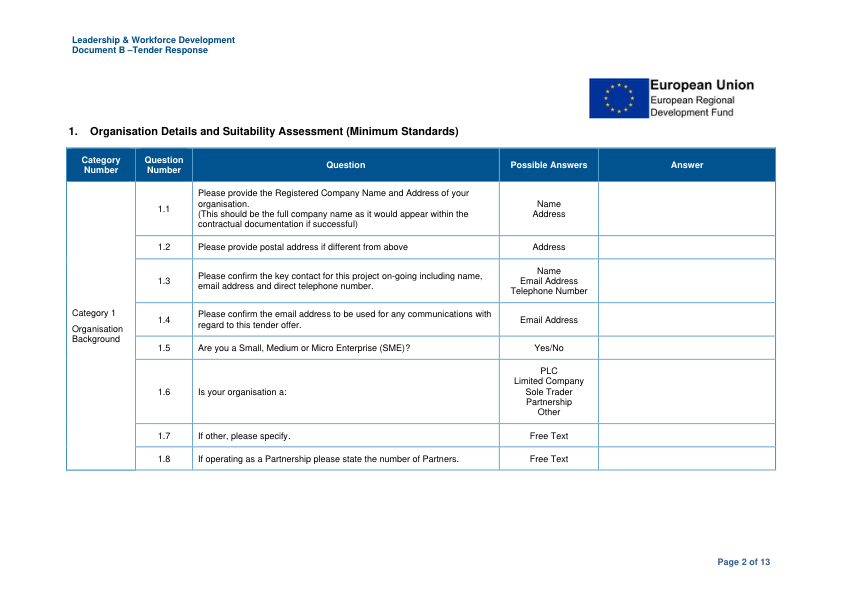 Leadership & Workforce Development
Document B –Tender Response
European Union
European Regional
Development Fund
1. Organisation Details and Suitability Assessment (Minimum Standards)
Category
Number
Question
Number
Question
Possible Answers
Answer
Category 1
Organisation
Background
1.1
Please provide the Registered Company Name and Address of your
organisation.
(This should be the full company name as it would appear within the
contractual documentation if successful)
Name
Address
1.2
Please provide postal address if different from above
Address
1.3
Please confirm the key contact for this project on-going including name,
email address and direct telephone number.
Name
Email Address
Telephone Number
1.4
Please confirm the email address to be used for any communications with
regard to this tender offer.
Email Address
1.5
Are you a Small, Medium or Micro Enterprise (SME)?
Yes/No
1.6
Is your organisation a:
PLC
Limited Company
Sole Trader
Partnership
Other
1.7
If other, please specify.
Free Text
1.8
If operating as a Partnership please state the number of Partners.
Free Text
Page 2 of 13